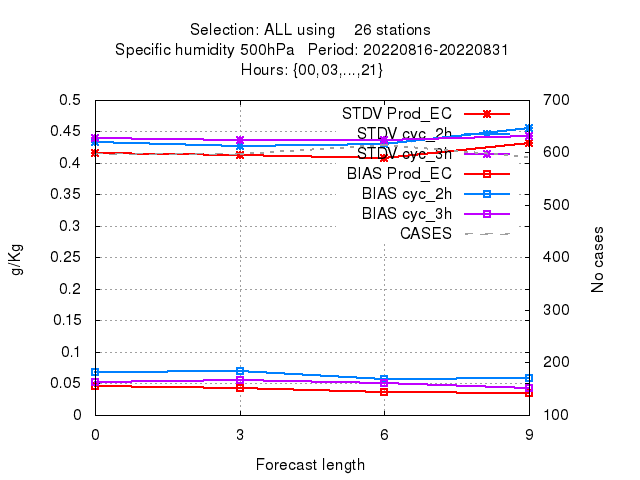 Selection: ALL using 26 stations
Specific humidity 500hPa Period: 20220816-20220831
Hours: {00,03,...,21}
0.5
0.45
0.4
0.35
0.3
0.25
0.2
0.15
0.1
0.05
0
700
600
500
400
300
200
100
STDV Prod_EC
STDV cyc_2h
STDV cyc_3h
BIAS Prod_EC
BIAS cyc_2h
BIAS cyc_3h
CASES
g/Kg
No cases
0 3 6 9
Forecast length